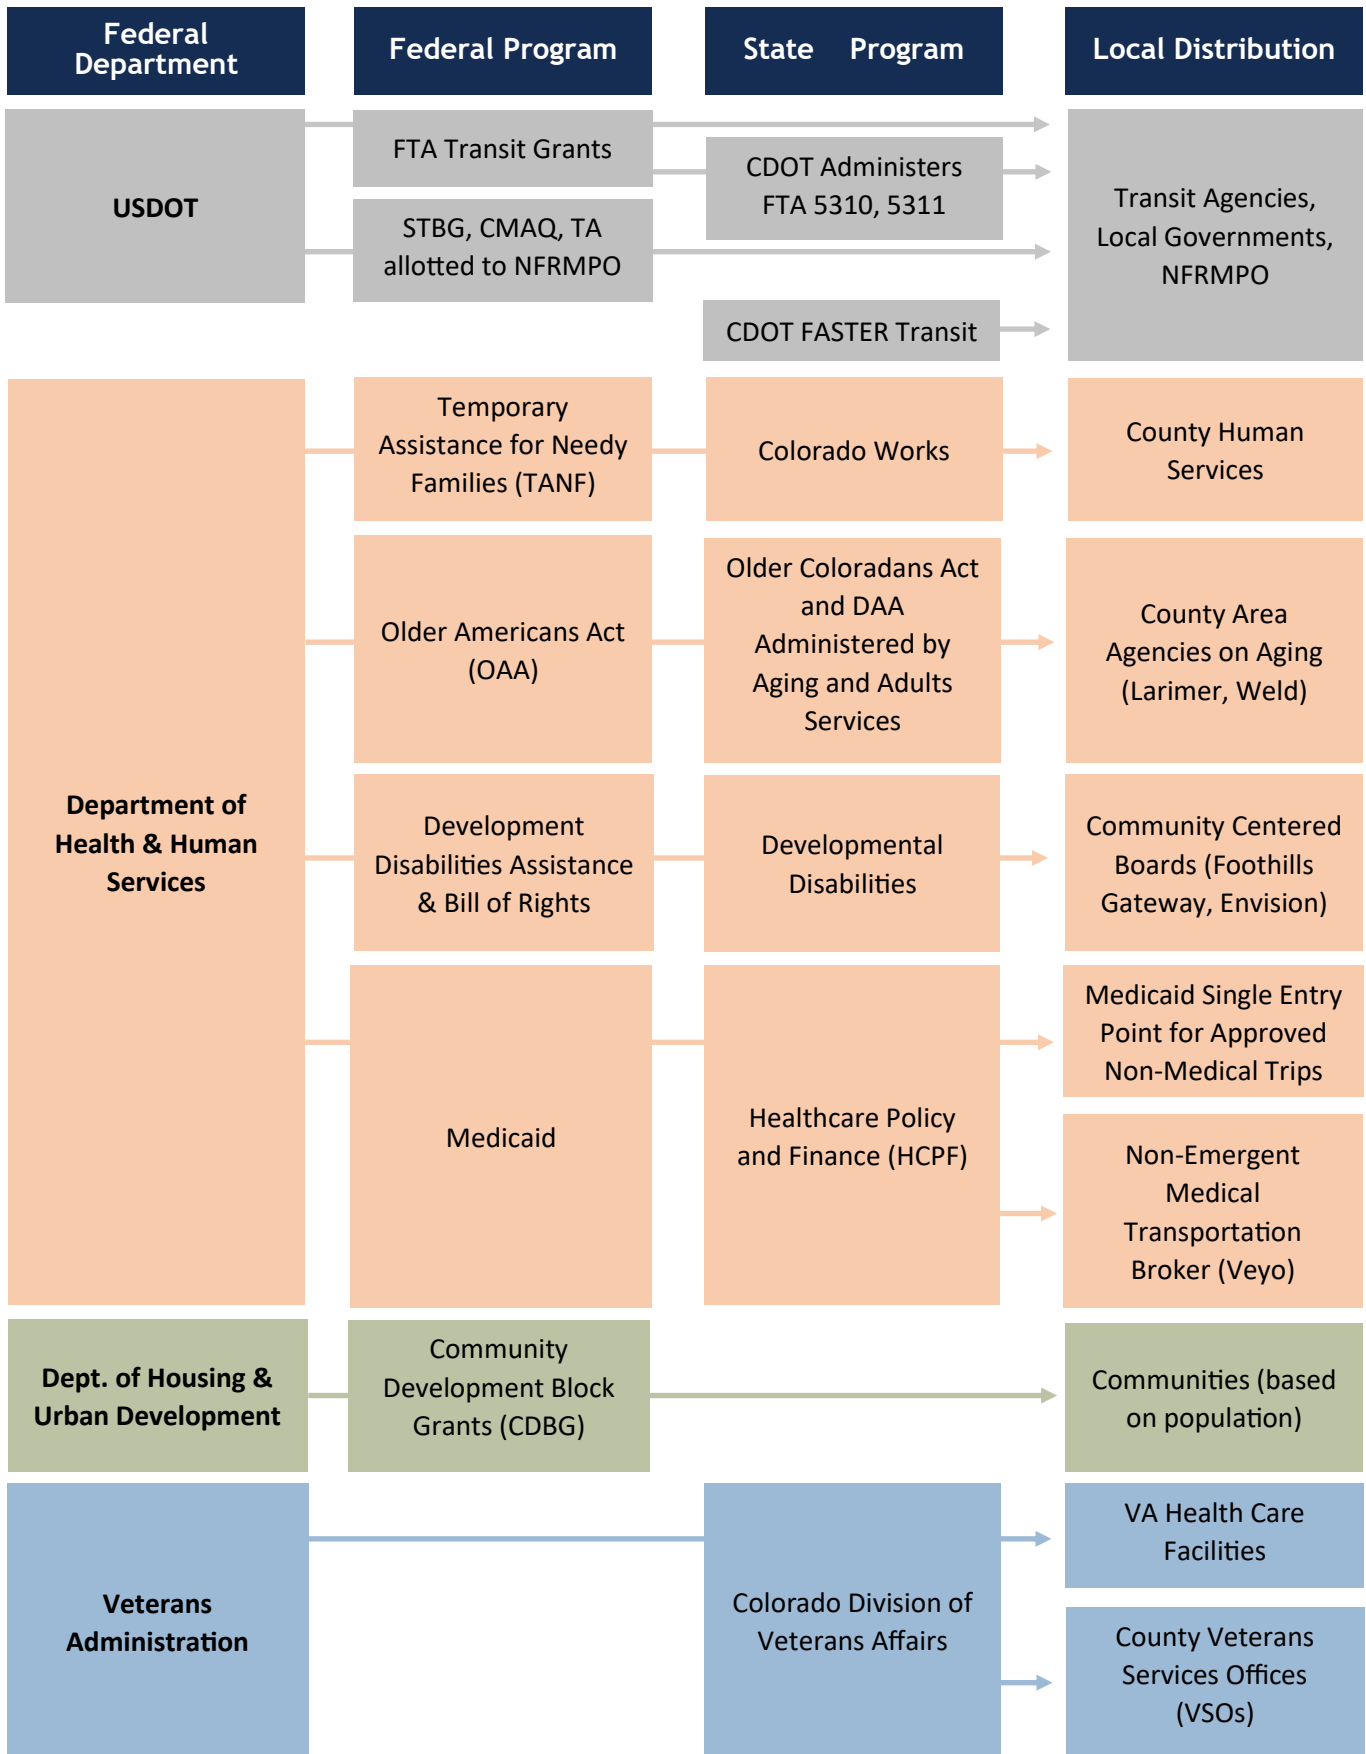 Federal
Department
Federal Program
State Program
Local Distribution
USDOT
FTA Transit Grants
CDOT Administers
FTA 5310, 5311
STBG, CMAQ, TA
allotted to NFRMPO
CDOT FASTER Transit
Transit Agencies,
Local Governments,
NFRMPO
Department of
Health & Human
Services
Temporary
Assistance for Needy
Families (TANF)
Colorado Works
County Human
Services
Older Americans Act
(OAA)
Older Coloradans Act
and DAA
Administered by
Aging and Adults
Services
County Area
Agencies on Aging
(Larimer, Weld)
Development
Disabilities Assistance
& Bill of Rights
Developmental
Disabilities
Community Centered
Boards (Foothills
Gateway, Envision)
Medicaid
Healthcare Policy
and Finance (HCPF)
Medicaid Single Entry
Point for Approved
Non-Medical Trips
Non-Emergent
Medical
Transportation
Broker (Veyo)
Dept. of Housing &
Urban Development
Community
Development Block
Grants (CDBG)
Communities (based
on population)
Veterans
Administration
Colorado Division of
Veterans Affairs
VA Health Care
Facilities
County Veterans
Services Offices
(VSOs)